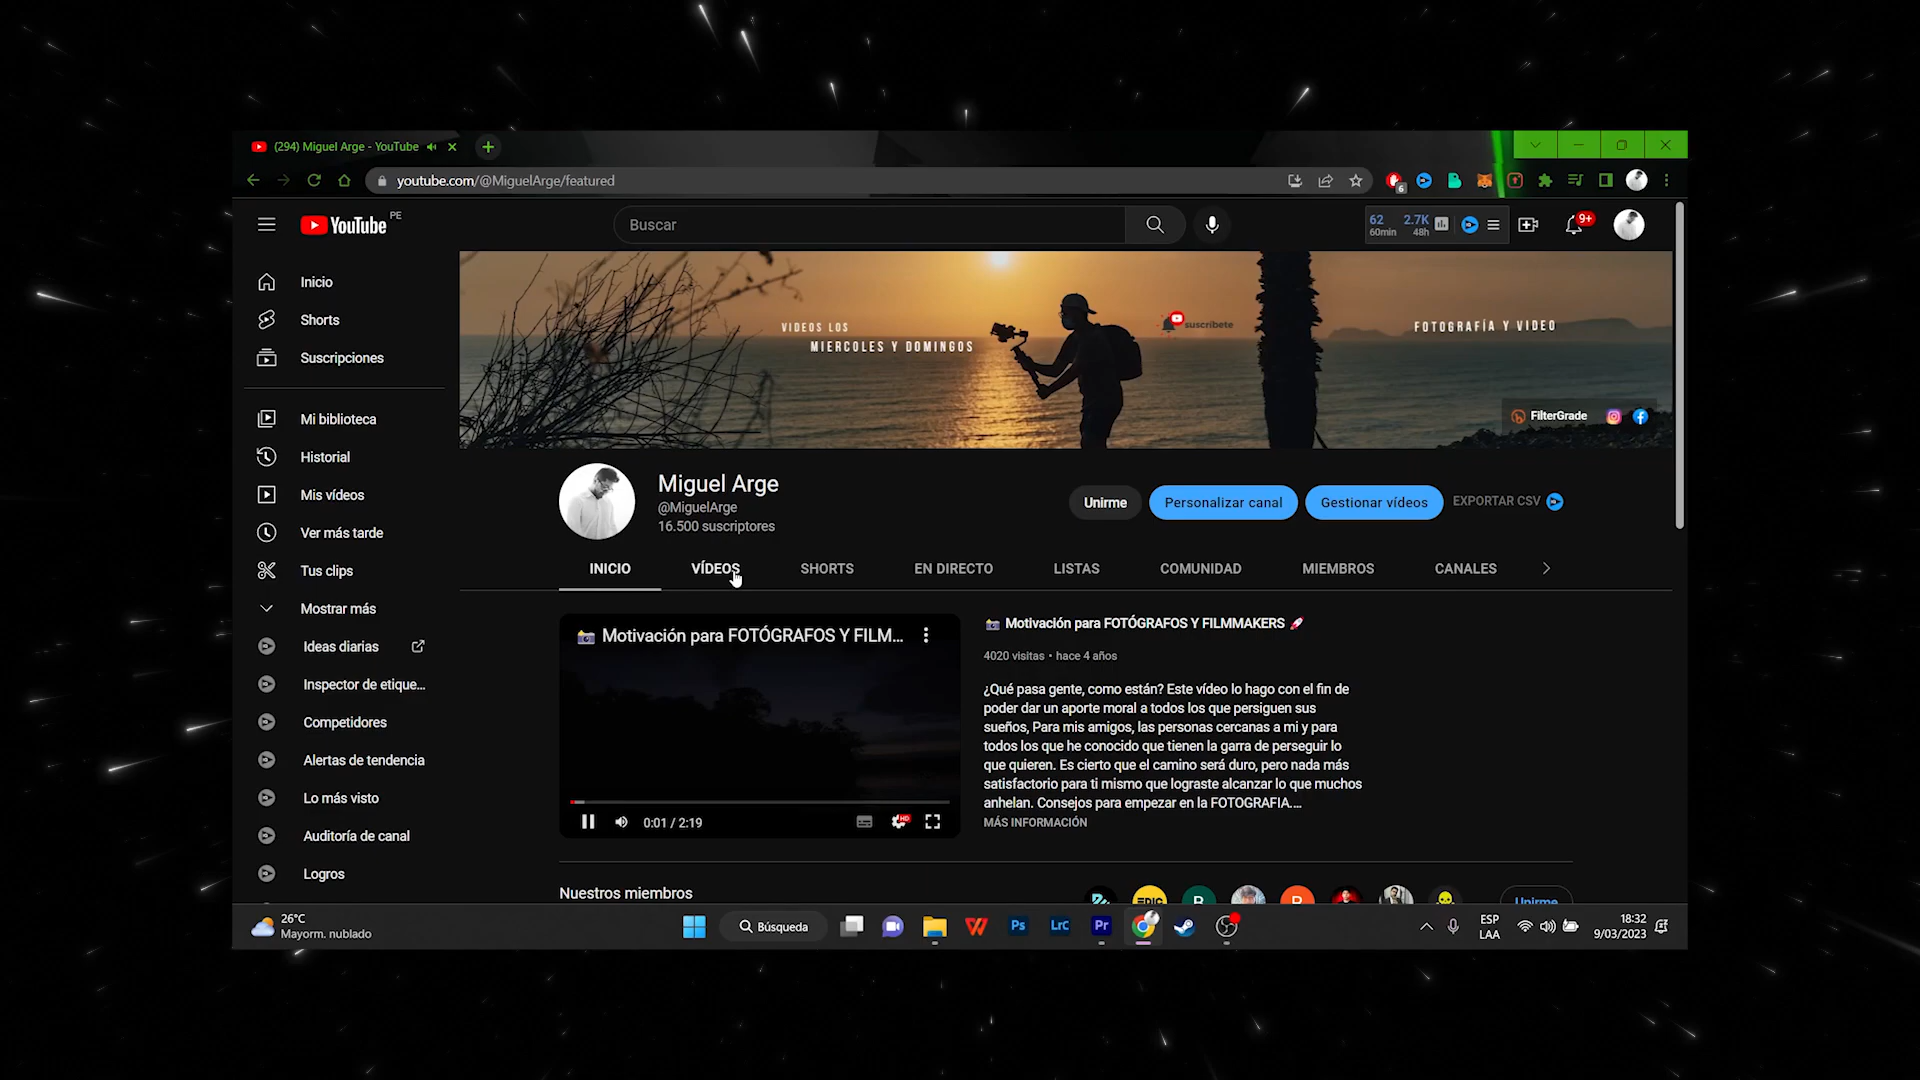 (294) Miguel Arge - YouTube
youtube.com/@MiguelArge/featured
6
YouTube PE
Buscar
62 2.7K
60min 48h
9+
Inicio
Shorts
Suscripciones
Mi biblioteca
Historial
Mis vídeos
Ver más tarde
Tus clips
Mostrar más
Ideas diarias
Inspector de etique...
Competidores
Alertas de tendencia
Lo más visto
Auditoría de canal
Logros
VIDEOS LOS
MIERCOLES Y DOMINGOS
suscríbete
FOTOGRAFÍA Y VIDEO
FilterGrade
Miguel Arge
@MiguelArge
16.500 suscriptores
Unirme
Personalizar canal
Gestionar vídeos
EXPORTAR CSV
INICIO
VÍDEOS
SHORTS
EN DIRECTO
LISTAS
COMUNIDAD
MIEMBROS
CANALES
Motivación para FOTÓGRAFOS Y FILM...
0:01 / 2:19
HD
Motivación para FOTÓGRAFOS Y FILMMAKERS
4020 visitas • hace 4 años
¿Qué pasa gente, como están? Este vídeo lo hago con el fin de
poder dar un aporte moral a todos los que persiguen sus
sueños, Para mis amigos, las personas cercanas a mi y para
todos los que he conocido que tienen la garra de perseguir lo
que quieren. Es cierto que el camino será duro, pero nada más
satisfactorio para ti mismo que lograste alcanzar lo que muchos
anhelan. Consejos para empezar en la FOTOGRAFIA....
MÁS INFORMACIÓN
Nuestros miembros
EPIC
Unirme
26°C
Mayorm. nublado
Búsqueda
Ps
LrC
Pr
ESP
LAA
18:32
9/03/2023